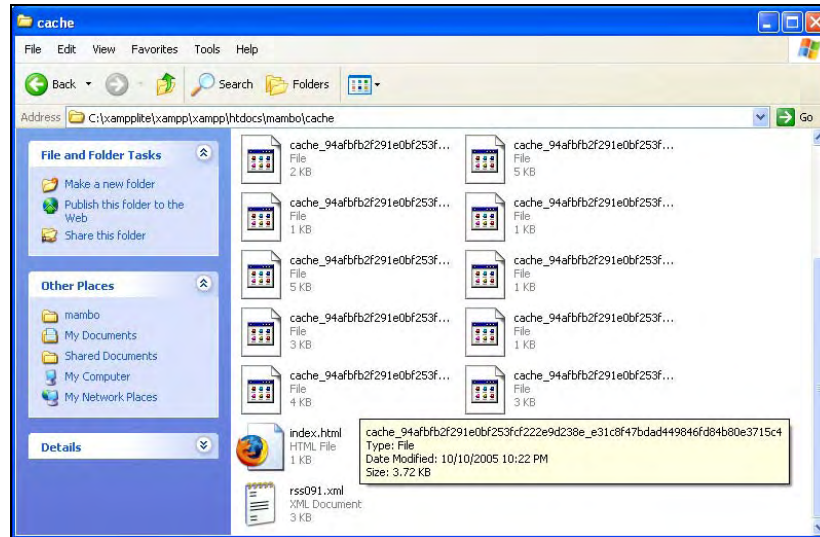 cache
File Edit View Favorites Tools Help
Back Search Folders
Address C:\xampplite\xampp\xampp\htdocs\mambo\cache Go
File and Folder Tasks
Make a new folder
Publish this folder to the
Web
Share this folder
Other Places
mambo
My Documents
Shared Documents
My Computer
My Network Places
Details
cache_94afbfb2f291e0bf253f...
File
2 KB
cache_94afbfb2f291e0bf253f...
File
5 KB
cache_94afbfb2f291e0bf253f...
File
1 KB
cache_94afbfb2f291e0bf253f...
File
1 KB
cache_94afbfb2f291e0bf253f...
File
5 KB
cache_94afbfb2f291e0bf253f...
File
1 KB
cache_94afbfb2f291e0bf253f...
File
3 KB
cache_94afbfb2f291e0bf253f...
File
1 KB
cache_94afbfb2f291e0bf253f...
File
4 KB
cache_94afbfb2f291e0bf253f...
File
3 KB
index.html
HTML File
1 KB
cache_94afbfb2f291e0bf253fcf222e9d238e_e31c8f47bdad449846fd84b80e3715c4
Type: File
Date Modified: 10/10/2005 10:22 PM
Size: 3.72 KB
rss091.xml
XML Document
3 KB